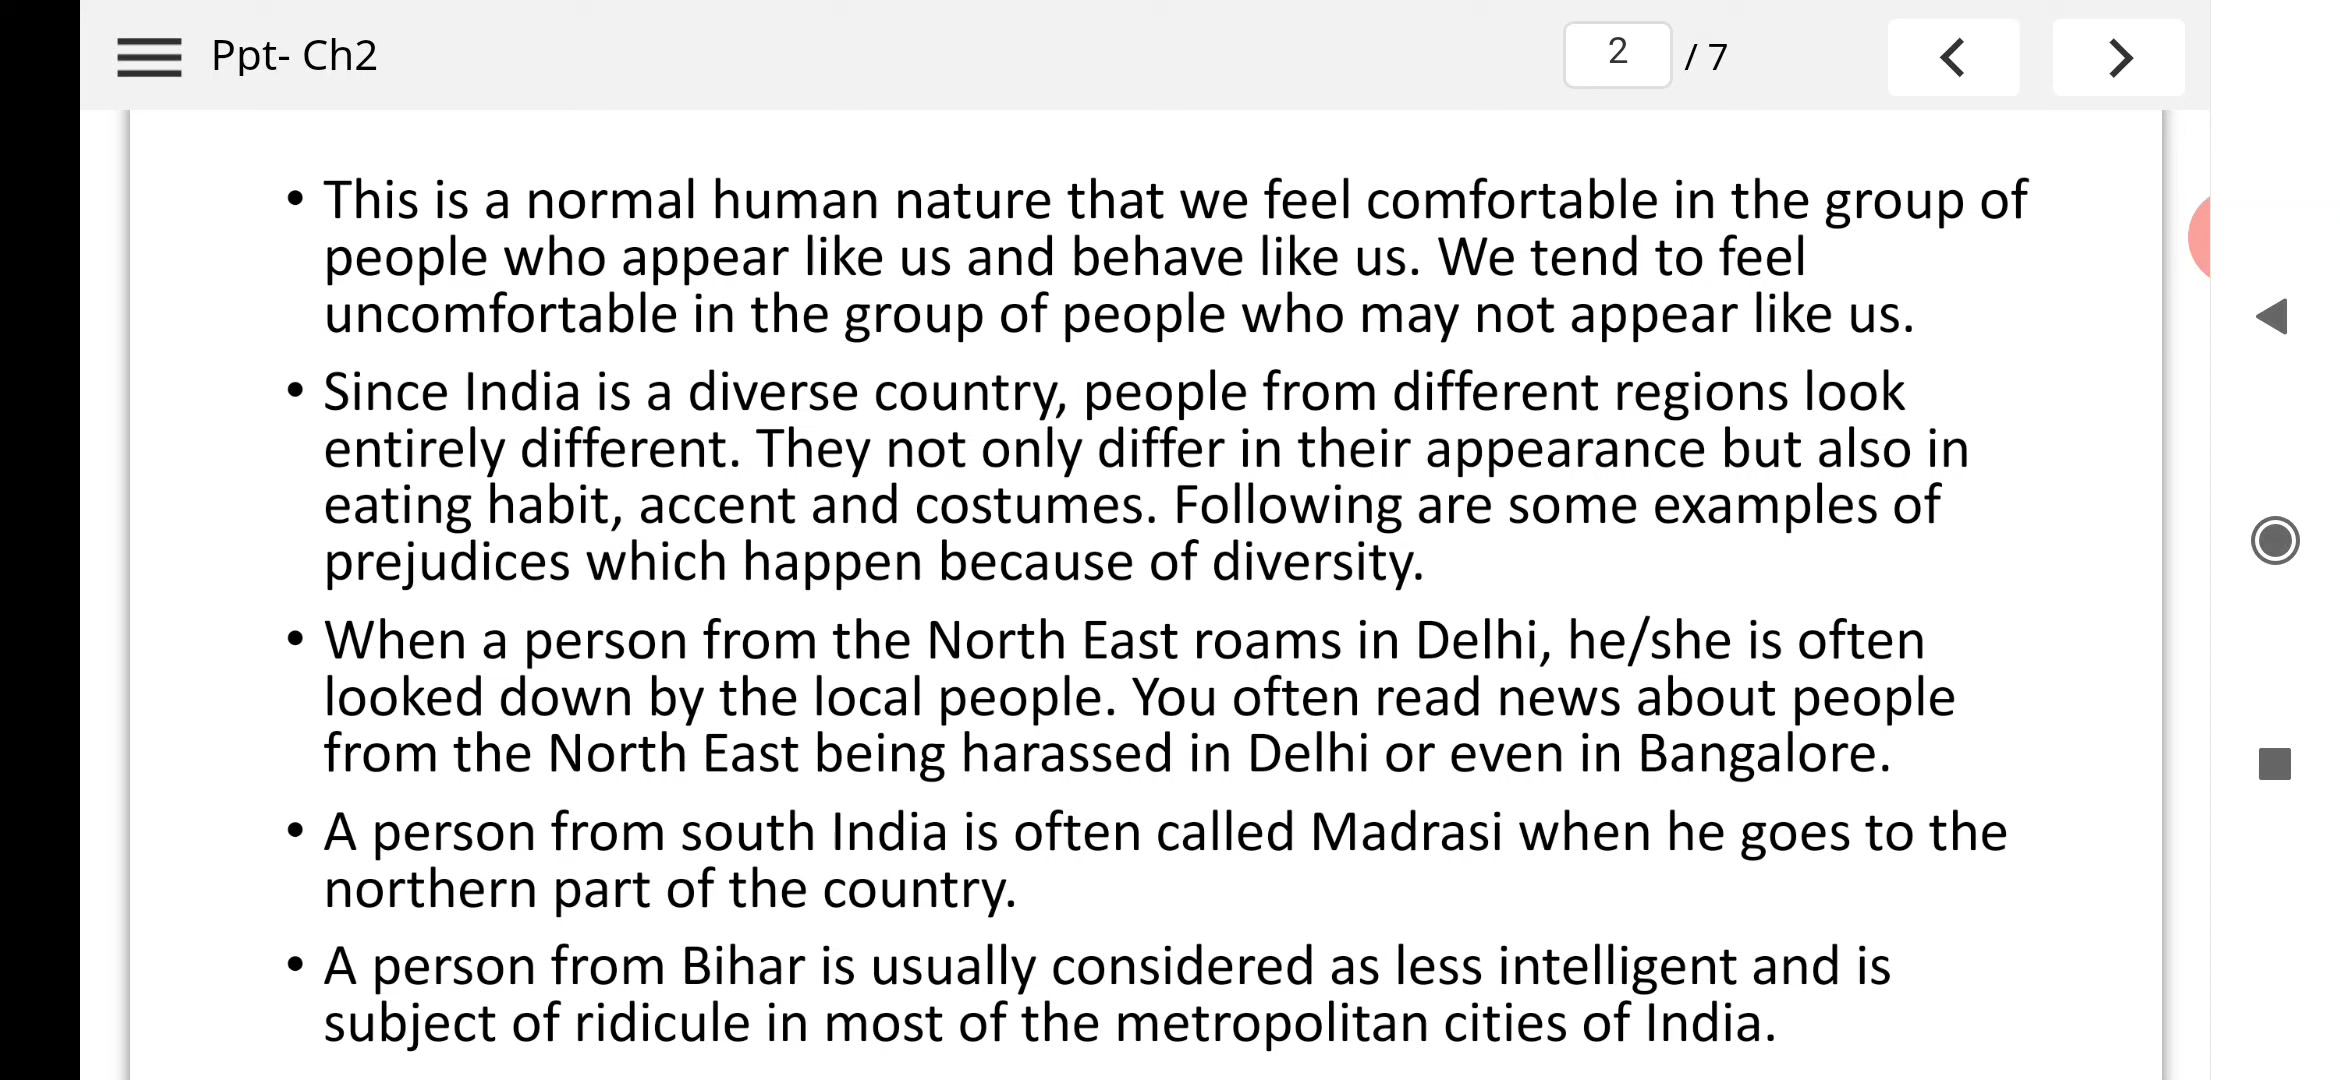 Ppt- Ch2
2 / 7
• This is a normal human nature that we feel comfortable in the group of
people who appear like us and behave like us. We tend to feel
uncomfortable in the group of people who may not appear like us.
• Since India is a diverse country, people from different regions look
entirely different. They not only differ in their appearance but also in
eating habit, accent and costumes. Following are some examples of
prejudices which happen because of diversity.
• When a person from the North East roams in Delhi, he/she is often
looked down by the local people. You often read news about people
from the North East being harassed in Delhi or even in Bangalore.
• A person from south India is often called Madrasi when he goes to the
northern part of the country.
• A person from Bihar is usually considered as less intelligent and is
subject of ridicule in most of the metropolitan cities of India.